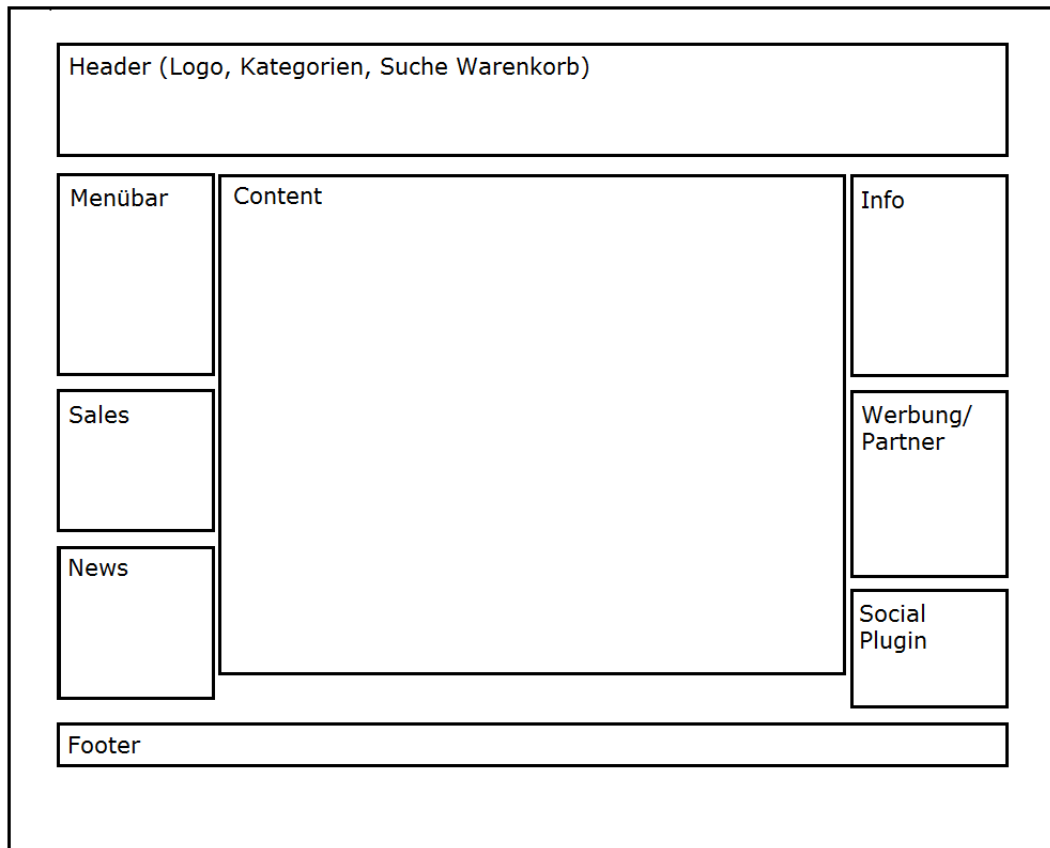 Header (Logo, Kategorien, Suche Warenkorb)
Menübar
Content
Info
Sales
Werbung/
Partner
News
Social
Plugin
Footer